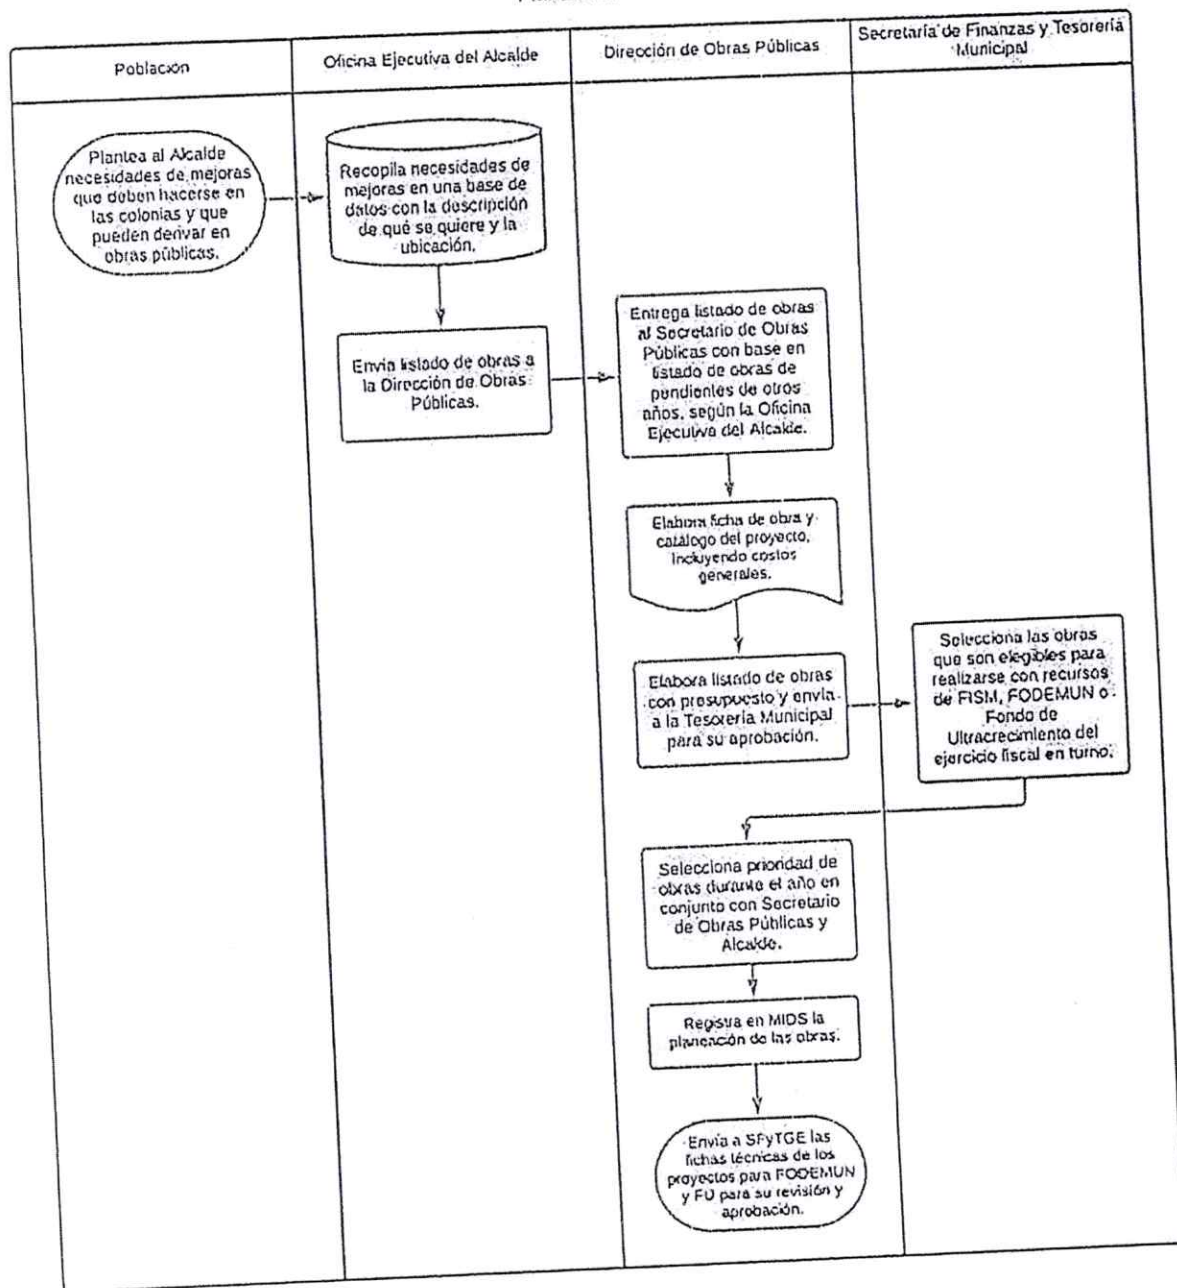 Población
Oficina Ejecutiva del Alcalde
Dirección de Obras Públicas
Secretaría de Finanzas y Tesorería
Municipal
Plantea al Alcalde
necesidades de mejoras
que deben hacerse en
las colonias y que
pueden derivar en
obras públicas.
Recopila necesidades de
mejoras en una base de
datos con la descripción
de qué se quiere y la
ubicación.
Envía listado de obras a
la Dirección de Obras
Públicas.
Entrega listado de obras
al Secretario de Obras
Públicas con base en
listado de obras de
pendientes de otros
años, según la Oficina
Ejecutiva del Alcalde.
Elabora ficha de obra y
catálogo del proyecto,
incluyendo costos
generales.
Elabora listado de obras
con presupuesto y envía
a la Tesorería Municipal
para su aprobación.
Selecciona las obras
que son elegibles para
realizarse con recursos
de FISM, FODEMUN o
Fondo de
Ultracrecimiento del
ejercicio fiscal en turno.
Selecciona prioridad de
obras durante el año en
conjunto con Secretario
de Obras Públicas y
Alcalde.
Registra en MIDS la
planeación de las obras.
Envía a SFyTGE las
fichas técnicas de los
proyectos para FODEMUN
y FU para su revisión y
aprobación.